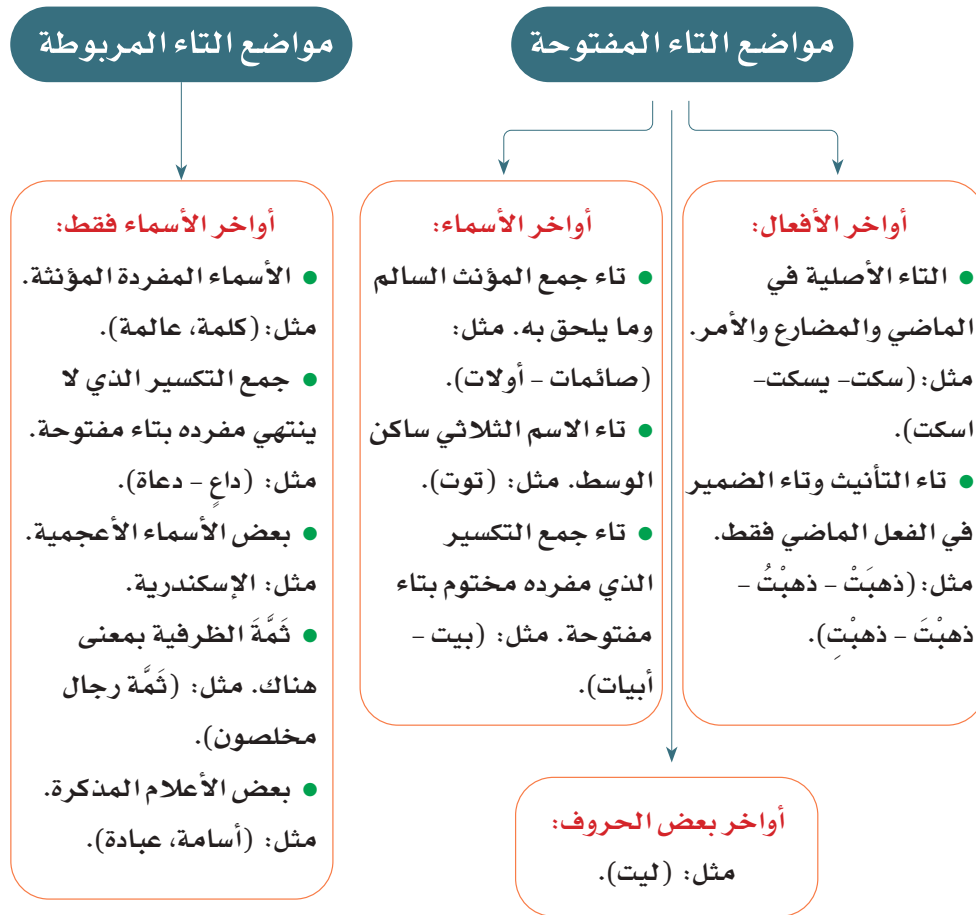 مواضع التاء المفتوحة
أواخر الأفعال:
● التاء الأصلية في
الماضي والمضارع والأمر.
مثل: (سكت- يسكت-
اسكت).
● تاء التأنيث وتاء الضمير
في الفعل الماضي فقط.
مثل: (ذهبَتْ – ذهبْتُ –
ذهبْتَ – ذهبْتِ).
أواخر الأسماء:
● تاء جمع المؤنث السالم
وما يلحق به. مثل:
(صائمات – أولات).
● تاء الاسم الثلاثي ساكن
الوسط. مثل: (توت).
● تاء جمع التكسير
الذي مفرده مختوم بتاء
مفتوحة. مثل: (بيت –
أبيات).
أواخر بعض الحروف:
مثل: (ليت).
مواضع التاء المربوطة
أواخر الأسماء فقط:
● الأسماء المفردة المؤنثة.
مثل: (كلمة، عالمة).
● جمع التكسير الذي لا
ينتهي مفرده بتاء مفتوحة.
مثل: (داعٍ – دعاة).
● بعض الأسماء الأعجمية.
مثل: الإسكندرية.
● ثَمَّةَ الظرفية بمعنى
هناك. مثل: (ثَمَّة رجال
مخلصون).
● بعض الأعلام المذكرة.
مثل: (أسامة، عبادة).